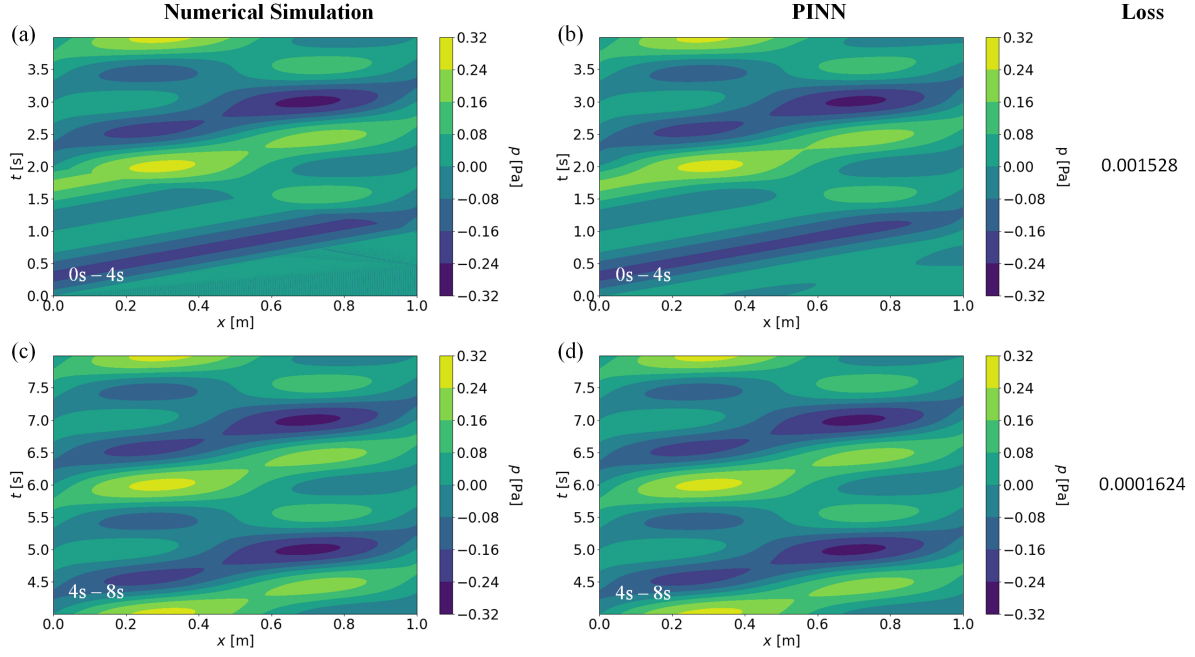 Numerical Simulation PINN Loss
(a) (b)
0.32 0.32
3.5 0.24 3.5 0.24
3.0 0.16 3.0 0.16
2.5 0.08 2.5 0.08
t [s] 2.0 0.00 p [Pa] t [s] 2.0 0.00 p [Pa] 0.001528
1.5 −0.08 1.5 −0.08
1.0 −0.16 1.0 −0.16
0.5 0s – 4s −0.24 0.5 0s – 4s −0.24
0.0 −0.32 0.0 −0.32
0.0 0.2 0.4 0.6 0.8 1.0 0.0 0.2 0.4 0.6 0.8 1.0
x [m] x [m]
(c) (d)
0.32 0.32
7.5 0.24 7.5 0.24
7.0 0.16 7.0 0.16
6.5 0.08 6.5 0.08
t [s] 6.0 0.00 p [Pa] t [s] 6.0 0.00 p [Pa] 0.0001624
5.5 −0.08 5.5 −0.08
5.0 −0.16 5.0 −0.16
4.5 4s – 8s −0.24 4.5 4s – 8s −0.24
−0.32 −0.32
0.0 0.2 0.4 0.6 0.8 1.0 0.0 0.2 0.4 0.6 0.8 1.0
x [m] x [m]